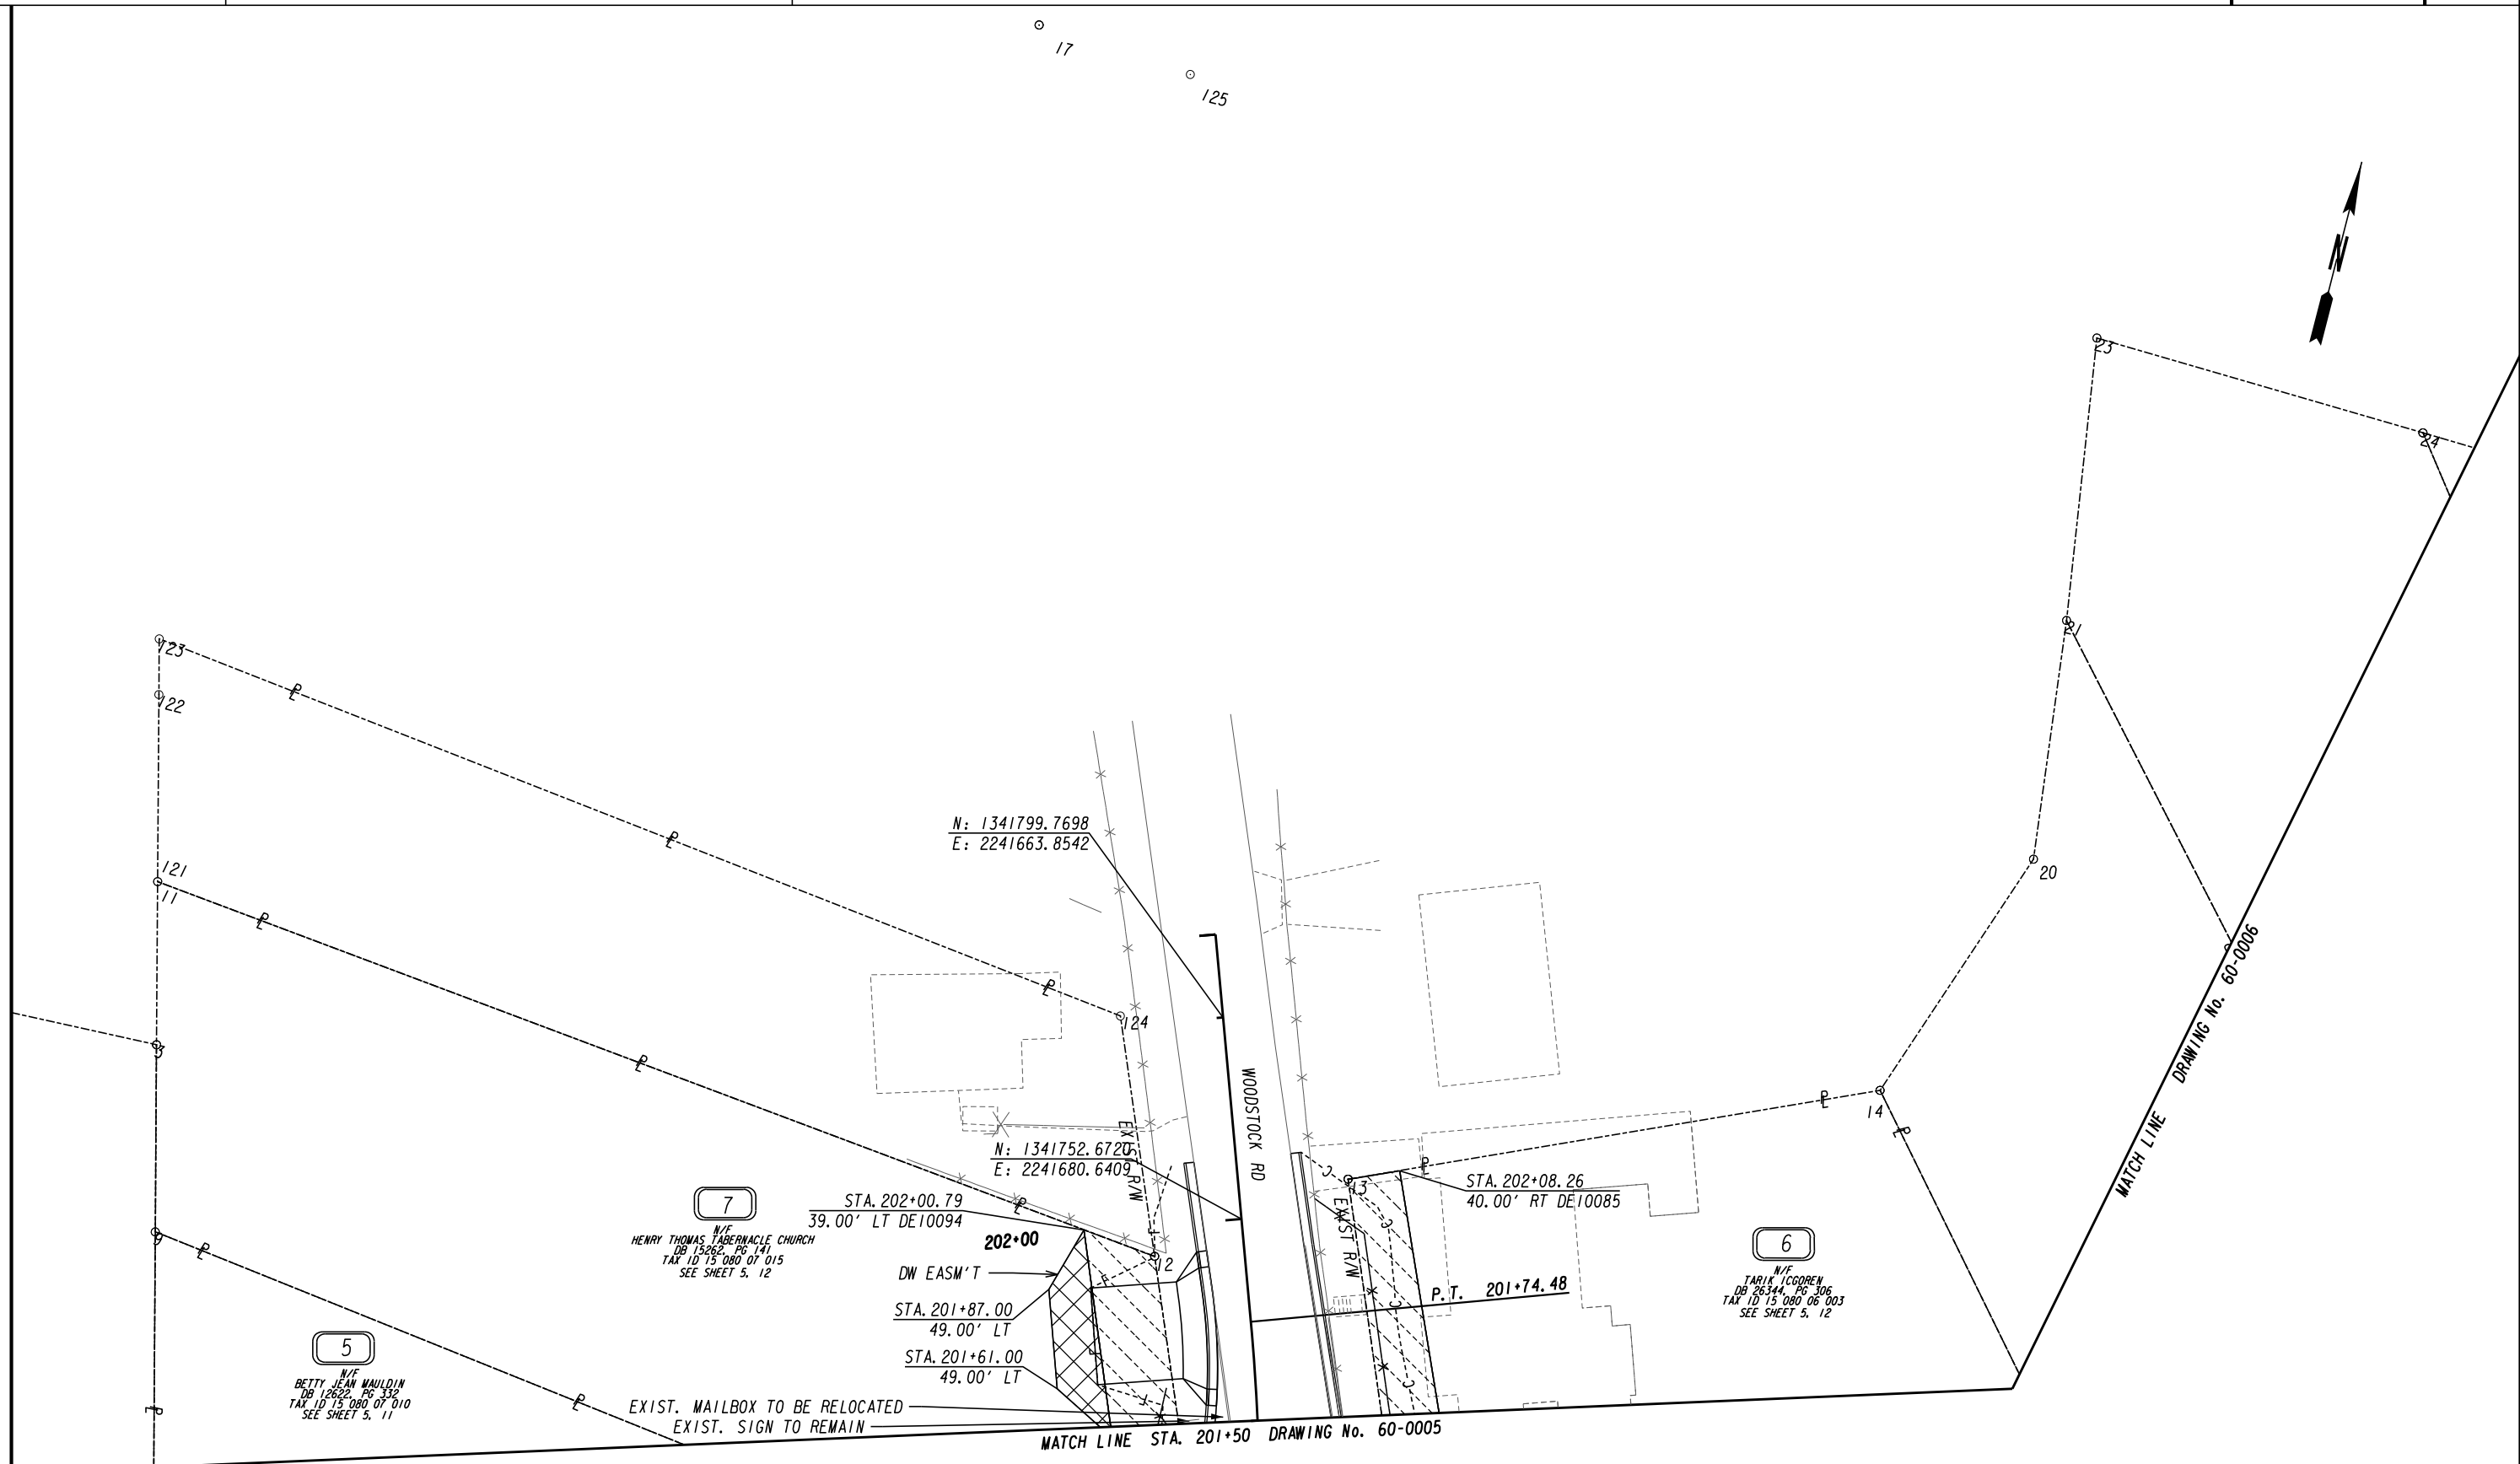 17
125
N
23
24
21
123
122
N: 1341799.7698
E: 2241663.8542
20
121
11
DRAWING No. 60-0006
MATCH LINE
124
3
WOODSTOCK RD
14
EXIST R/W
N: 1341752.6720
E: 2241680.6409
13
STA. 202+08.26
40.00' RT DE10085
EXIST R/W
STA. 202+00.79
39.00' LT DE10094
7
N/F
HENRY THOMAS TABERNACLE CHURCH
DB 15262, PG 141
TAX ID 15 080 07 015
SEE SHEET 5, 12
202+00
9
12
6
N/F
TARIK ICGOREN
DB 26344, PG 306
TAX ID 15 080 06 003
SEE SHEET 5, 12
DW EASM'T
P.T. 201+74.48
STA. 201+87.00
49.00' LT
5
N/F
BETTY JEAN MAULDIN
DB 12622, PG 332
TAX ID 15 080 07 010
SEE SHEET 5, 11
STA. 201+61.00
49.00' LT
EXIST. MAILBOX TO BE RELOCATED
EXIST. SIGN TO REMAIN
MATCH LINE STA. 201+50 DRAWING No. 60-0005